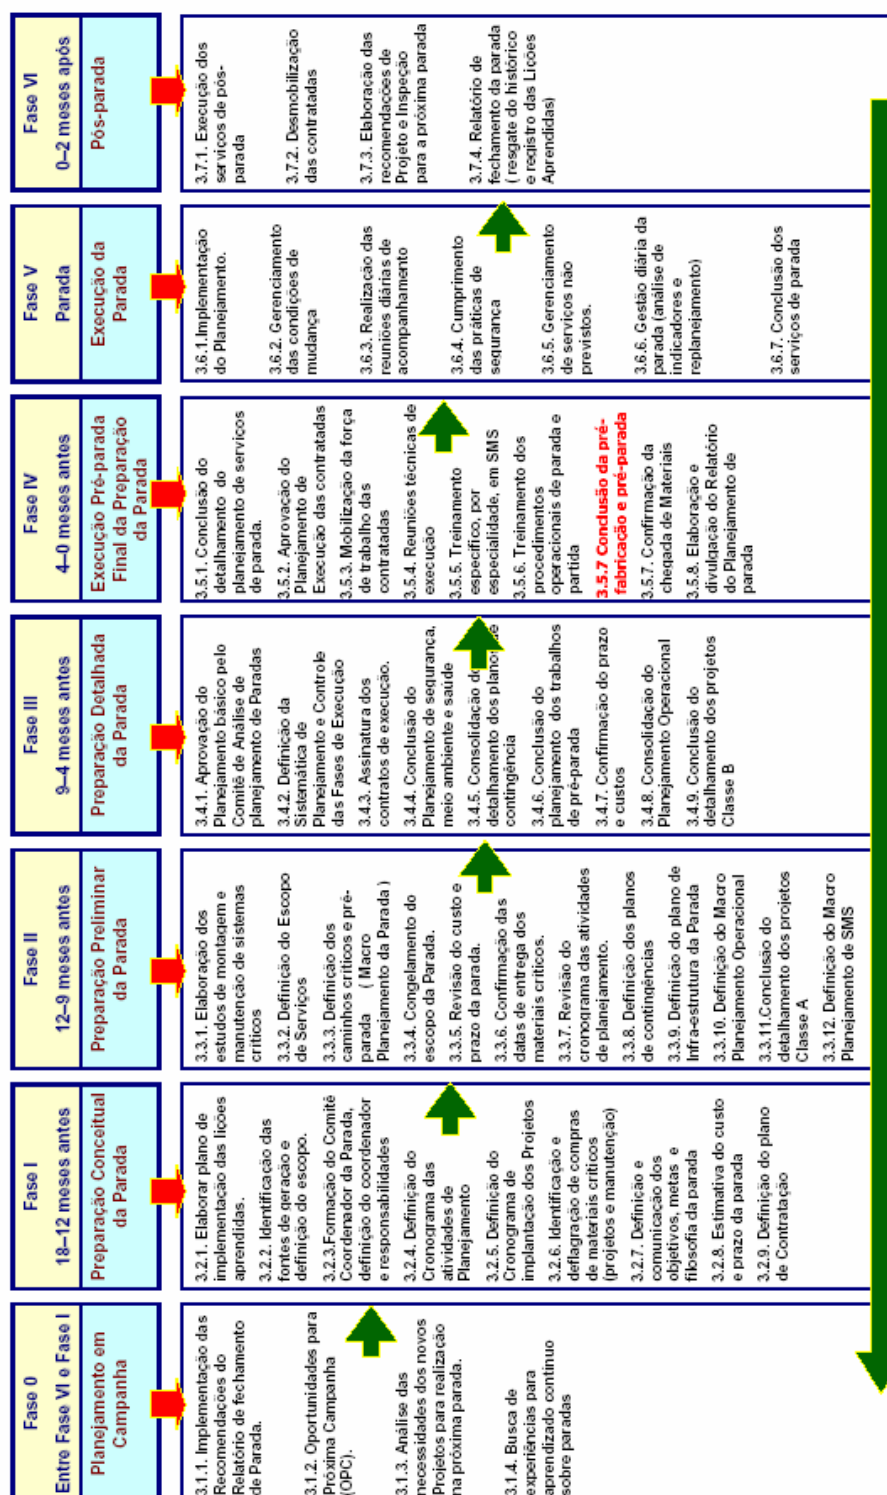 Fase 0
Entre Fase VI e Fase I
Planejamento em
Campanha
3.1.1. Implementação das
Recomendações do
Relatório de fechamento
de Parada.
3.1.2. Oportunidades para
Próxima Campanha
(OPC).
3.1.3. Análise das
necessidades dos novos
Projetos para realização
na próxima parada.
3.1.4. Busca de
experiências para
aprendizado contínuo
sobre paradas
Fase I
18–12 meses antes
Preparação Conceitual
da Parada
3.2.1. Elaborar plano de
implementação das lições
aprendidas.
3.2.2. Identificação das
fontes de geração e
definição do escopo.
3.2.3.Formação do Comitê
Coordenador da Parada,
definição do coordenador
e responsabilidades
3.2.4. Definição do
Cronograma das
atividades de
Planejamento
3.2.5. Definição do
Cronograma de
implantação dos Projetos
3.2.6. Identificação e
deflagração de compras
de materiais críticos
(projetos e manutenção)
3.2.7. Definição e
comunicação dos
objetivos, metas e
filosofia da parada
3.2.8. Estimativa do custo
e prazo da parada
3.2.9. Definição do plano
de Contratação
Fase II
12–9 meses antes
Preparação Preliminar
da Parada
3.3.1. Elaboração dos
estudos de montagem e
manutenção de sistemas
críticos
3.3.2. Definição do Escopo
de Serviços
3.3.3. Definição dos
caminhos críticos e pré-
parada ( Macro
Planejamento da Parada )
3.3.4. Congelamento do
escopo da Parada.
3.3.5. Revisão do custo e
prazo da parada.
3.3.6. Confirmação das
datas de entrega dos
materiais críticos.
3.3.7. Revisão do
cronograma das atividades
de planejamento.
3.3.8. Definição dos planos
de contingências
3.3.9. Definição do plano de
Infra-estrutura da Parada
3.3.10. Definição do Macro
Planejamento Operacional
3.3.11.Conclusão do
detalhamento dos projetos
Classe A
3.3.12. Definição do Macro
Planejamento de SMS
Fase III
9–4 meses antes
Preparação Detalhada
da Parada
3.4.1. Aprovação do
Planejamento básico pelo
Comitê de Análise de
planejamento de Paradas
3.4.2. Definição da
Sistemática de
Planejamento e Controle
das Fases de Execução
3.4.3. Assinatura dos
contratos de execução.
3.4.4. Conclusão do
Planejamento de segurança,
meio ambiente e saúde
3.4.5. Consolidação do
detalhamento dos planos de
contingência
3.4.6. Conclusão do
planejamento dos trabalhos
de pré-parada
3.4.7. Confirmação do prazo
e custos
3.4.8. Consolidação do
Planejamento Operacional
3.4.9. Conclusão do
detalhamento dos projetos
Classe B
Fase IV
4–0 meses antes
Execução Pré-parada
Final da Preparação
da Parada
3.5.1. Conclusão do
detalhamento do
planejamento de serviços
de parada.
3.5.2. Aprovação do
Planejamento de
Execução das contratadas
3.5.3. Mobilização da força
de trabalho das
contratadas
3.5.4. Reuniões técnicas de
execução
3.5.5. Treinamento
específico, por
especialidade, em SMS
3.5.6. Treinamento dos
procedimentos
operacionais de parada e
partida
3.5.7 Conclusão da pré-
fabricação e pré-parada
3.5.7. Confirmação da
chegada de Materiais
3.5.8. Elaboração e
divulgação do Relatório
do Planejamento de
parada
Fase V
Parada
Execução da
Parada
3.6.1.Implementação
do Planejamento.
3.6.2. Gerenciamento
das condições de
mudança
3.6.3. Realização das
reuniões diárias de
acompanhamento
3.6.4. Cumprimento
das práticas de
segurança
3.6.5. Gerenciamento
de serviços não
previstos.
3.6.6. Gestão diária da
parada (análise de
indicadores e
replanejamento)
3.6.7. Conclusão dos
serviços de parada
Fase VI
0–2 meses após
Pós-parada
3.7.1. Execução dos
serviços de pós-
parada
3.7.2. Desmobilização
das contratadas
3.7.3. Elaboração das
recomendações de
Projeto e Inspeção
para a próxima parada
3.7.4. Relatório de
fechamento da parada
( resgate do histórico
e registro das Lições
Aprendidas)